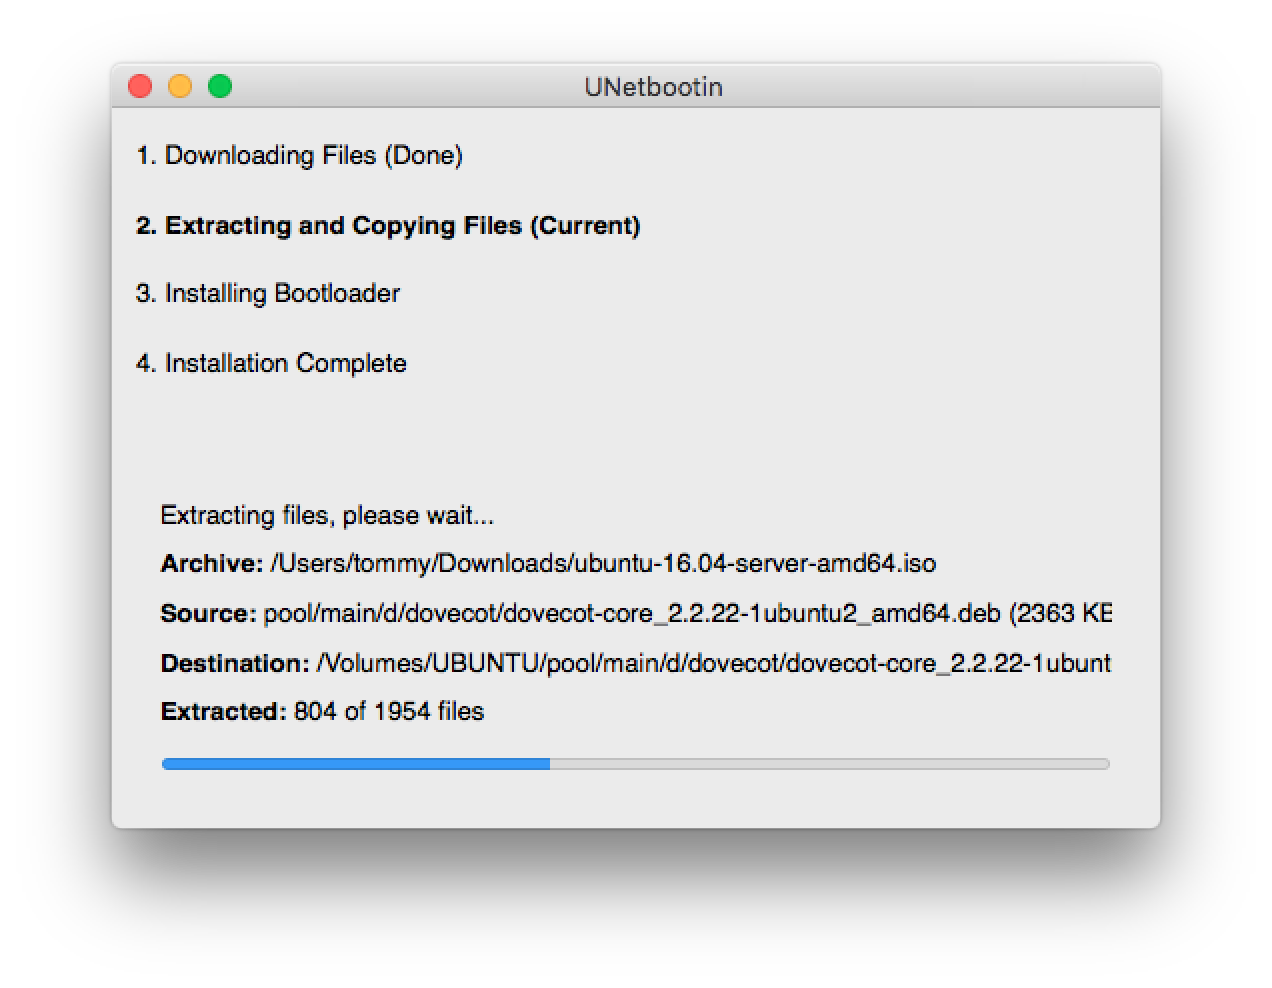 UNetbootin
1. Downloading Files (Done)
2. Extracting and Copying Files (Current)
3. Installing Bootloader
4. Installation Complete
Extracting files, please wait...
Archive: /Users/tommy/Downloads/ubuntu-16.04-server-amd64.iso
Source: pool/main/d/dovecot/dovecot-core_2.2.22-1ubuntu2_amd64.deb (2363 KB
Destination: /Volumes/UBUNTU/pool/main/d/dovecot/dovecot-core_2.2.22-1ubunt
Extracted: 804 of 1954 files